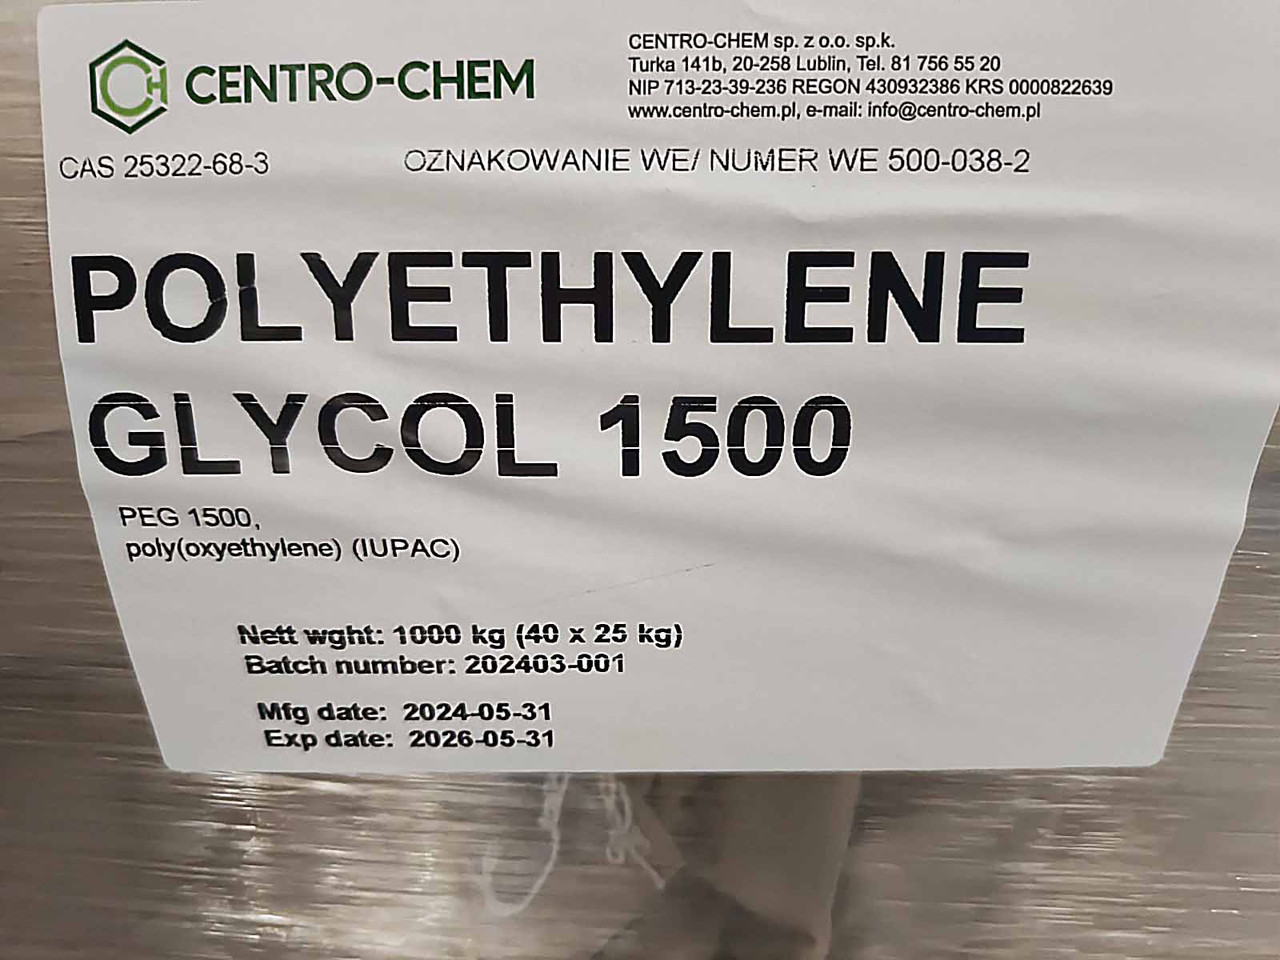 CENTRO-CHEM
CENTRO-CHEM sp. z o.o. sp.k.
Turka 141b, 20-258 Lublin, Tel. 81 756 55 20
NIP 713-23-39-236 REGON 430932386 KRS 0000822639
www.centro-chem.pl, e-mail: info@centro-chem.pl
CAS 25322-68-3 OZNAKOWANIE WE/ NUMER WE 500-038-2
POLYETHYLENE
GLYCOL 1500
PEG 1500,
poly(oxyethylene) (IUPAC)
Nett wght: 1000 kg (40 x 25 kg)
Batch number: 202403-001
Mfg date: 2024-05-31
Exp date: 2026-05-31